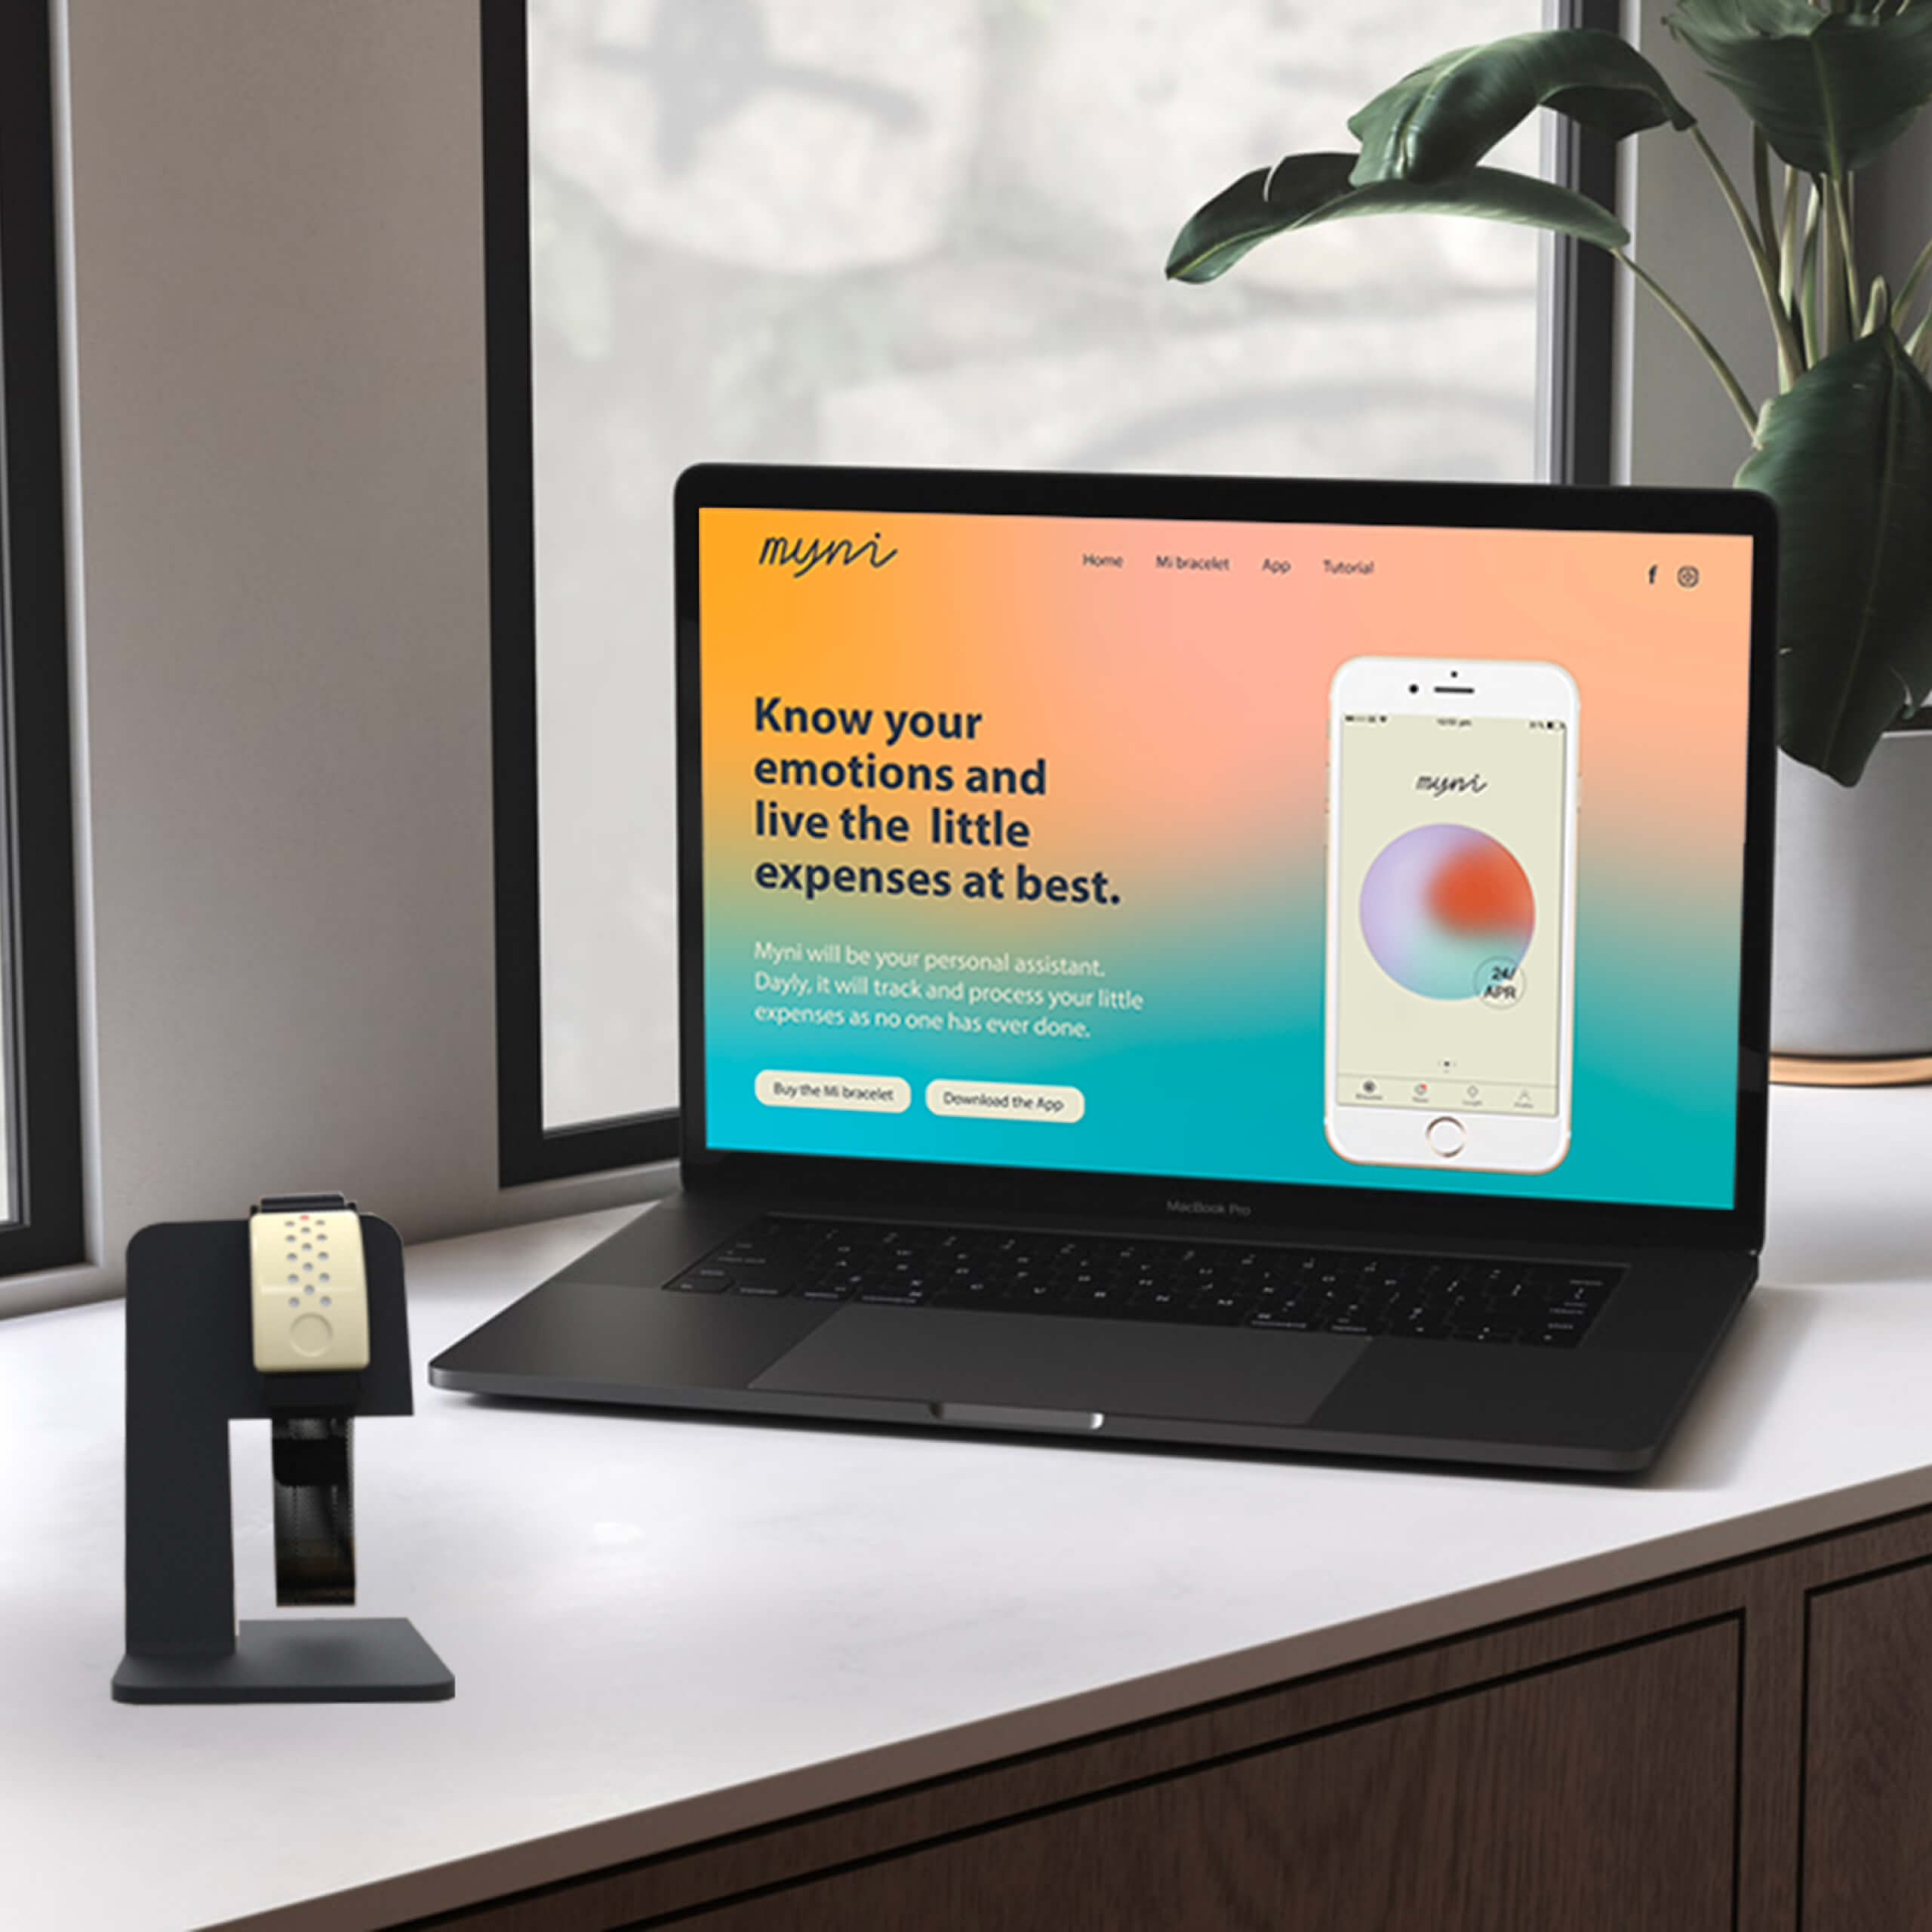 myni
Home Mi bracelet App Tutorial
f
Know your
emotions and
live the little
expenses at best.
Myni will be your personal assistant.
Dayly, it will track and process your little
expenses as no one has ever done.
Buy the Mi bracelet Download the App
myni
24/
APR
MacBook Pro